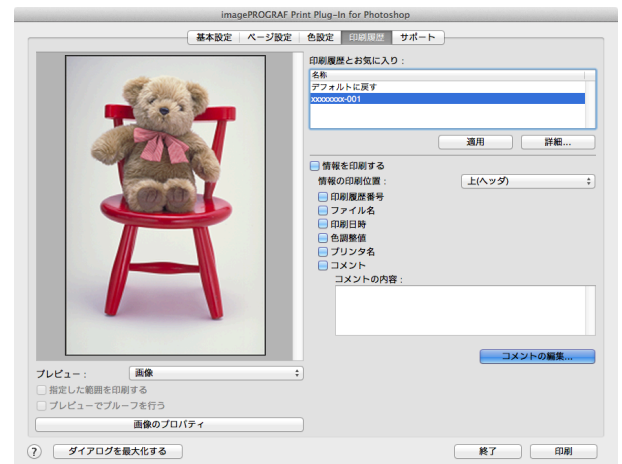 imagePROGRAF Print Plug-In for Photoshop
基本設定 ページ設定 色設定 印刷履歴 サポート
印刷履歴とお気に入り：
名称
デフォルトに戻す
xxxxxxxx-001
適用 詳細...
情報を印刷する
情報の印刷位置： 上(ヘッダ)
印刷履歴番号
ファイル名
印刷日時
色調整値
プリンタ名
コメント
コメントの内容：
コメントの編集...
プレビュー： 画像
指定した範囲を印刷する
プレビューでプルーフを行う
画像のプロパティ
? ダイアログを最大化する 終了 印刷